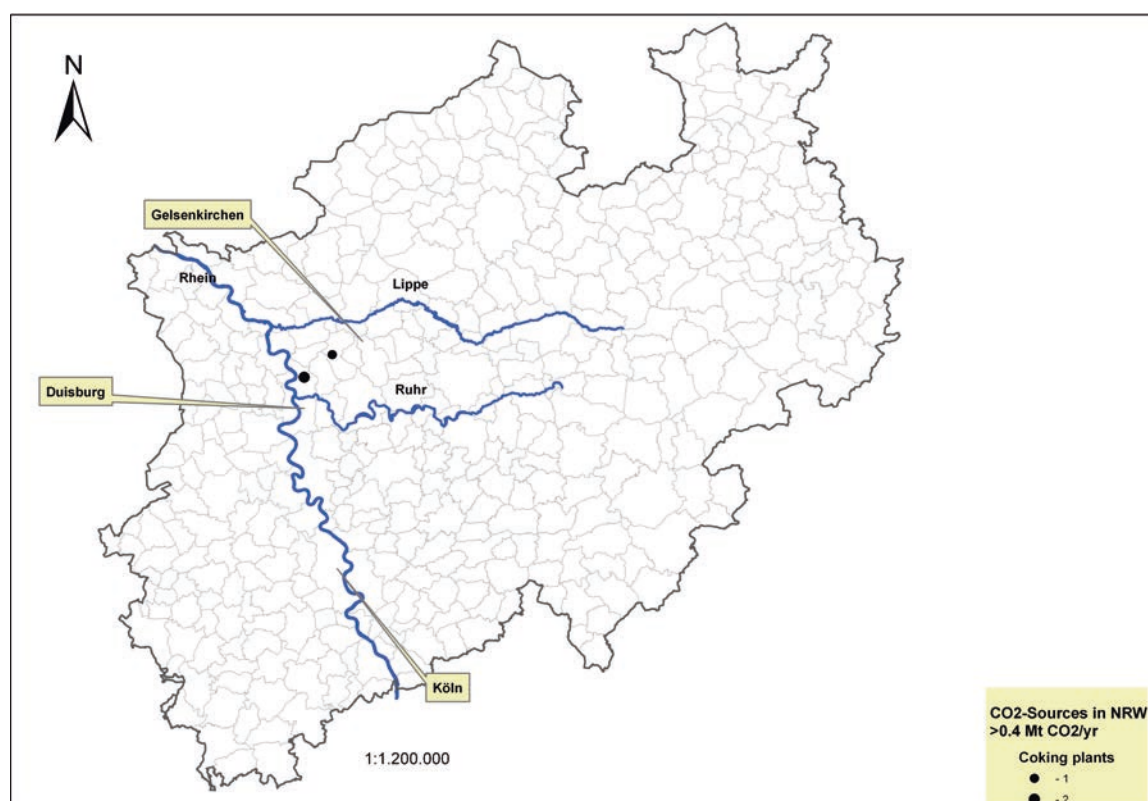 N
Gelsenkirchen
Rhein
Lippe
Duisburg
Ruhr
Köln
1:1.200.000
CO2-Sources in NRW
>0.4 Mt CO2/yr
Coking plants
- 1
- 2